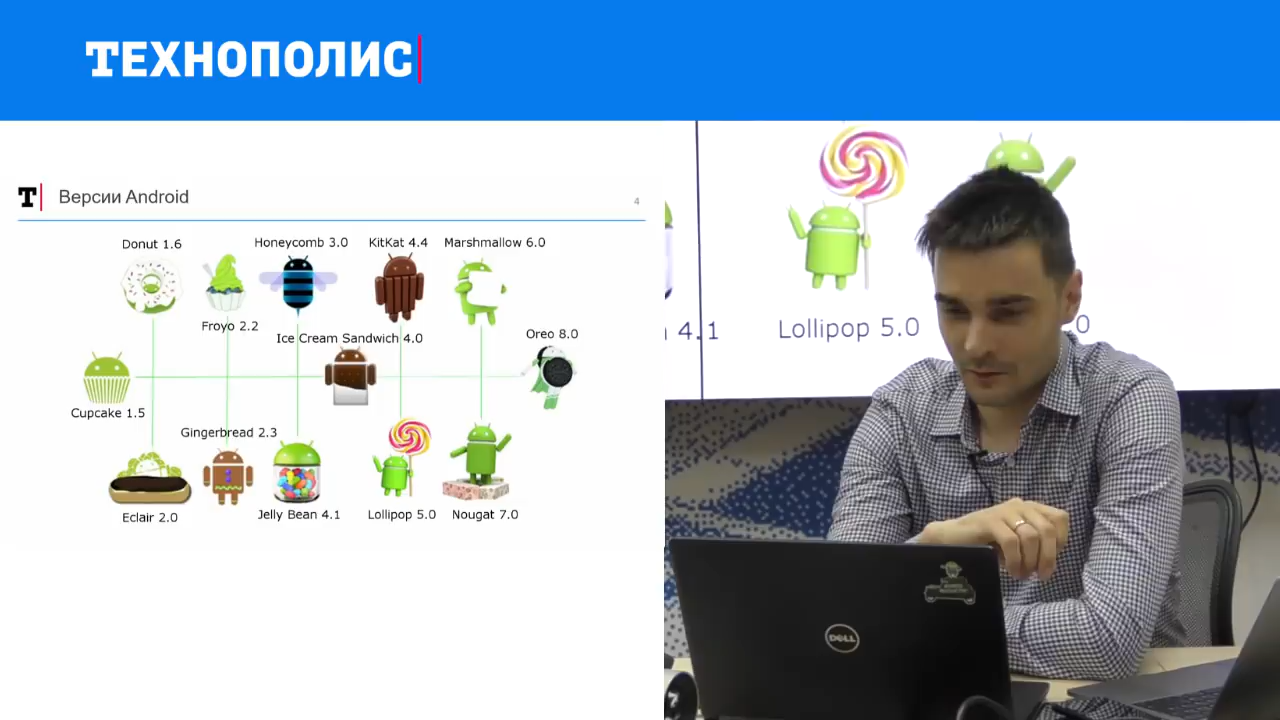 ТЕХНОПОЛИС
T
Версии Android
4
Donut 1.6
Honeycomb 3.0
KitKat 4.4
Marshmallow 6.0
Froyo 2.2
Ice Cream Sandwich 4.0
Oreo 8.0
Cupcake 1.5
Gingerbread 2.3
Eclair 2.0
Jelly Bean 4.1
Lollipop 5.0
Nougat 7.0
4.1
Lollipop 5.0
DELL